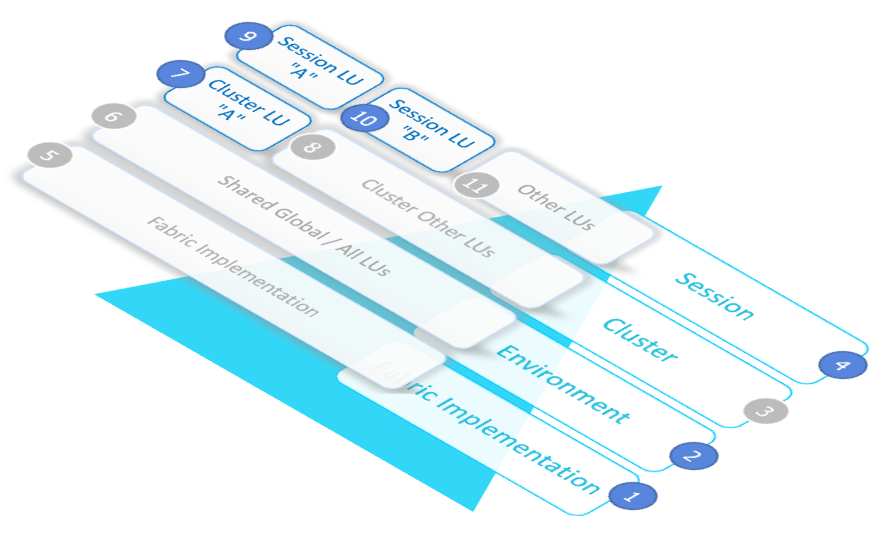 9
Session LU
"A"
7
Cluster LU
"A"
10
Session LU
"B"
6
Shared Global / All LUs
8
Cluster Other LUs
11
Other LUs
5
Fabric Implementation
Session
4
Cluster
3
Environment
2
Fabric Implementation
1